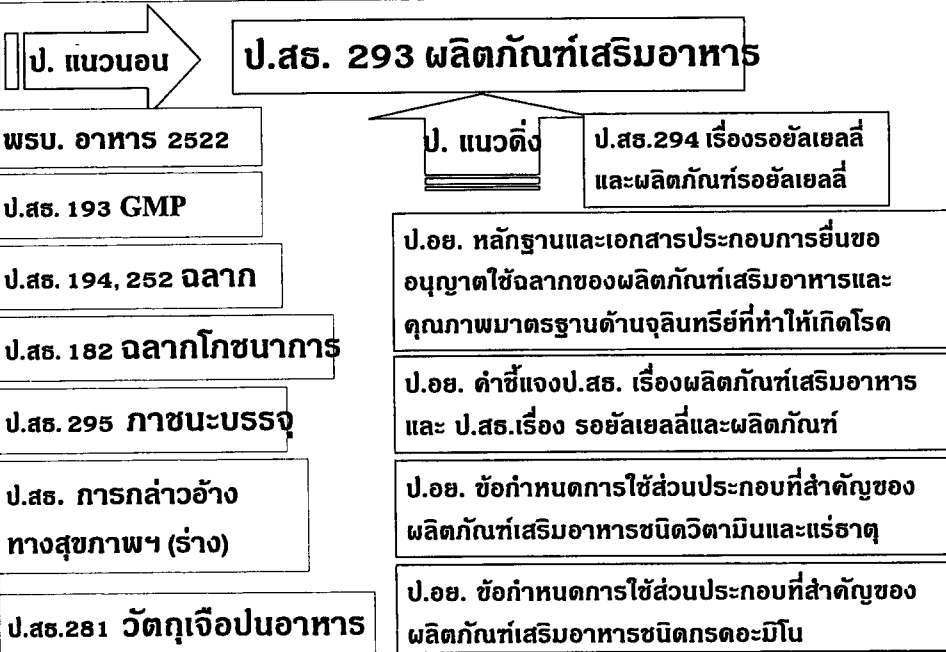 ป. แนวนอน
ป.สธ. 293 ผลิตภัณฑ์เสริมอาหาร
พรบ. อาหาร 2522
ป.สธ. 193 GMP
ป.สธ. 194, 252 ฉลาก
ป.สธ. 182 ฉลากโภชนาการ
ป.สธ. 295 ภาชนะบรรจุ
ป.สธ. การกล่าวอ้าง
ทางสุขภาพฯ (ร่าง)
ป.สธ.281 วัตถุเจือปนอาหาร
ป. แนวดิ่ง
ป.สธ.294 เรื่องรอยัลเยลลี่
และผลิตภัณฑ์รอยัลเยลลี่
ป.อย. หลักฐานและเอกสารประกอบการยื่นขอ
อนุญาตใช้ฉลากของผลิตภัณฑ์เสริมอาหารและ
คุณภาพมาตรฐานด้านจุลินทรีย์ที่ทำให้เกิดโรค
ป.อย. คำชี้แจงป.สธ. เรื่องผลิตภัณฑ์เสริมอาหาร
และ ป.สธ.เรื่อง รอยัลเยลลี่และผลิตภัณฑ์
ป.อย. ข้อกำหนดการใช้ส่วนประกอบที่สำคัญของ
ผลิตภัณฑ์เสริมอาหารชนิดวิตามินและแร่ธาตุ
ป.อย. ข้อกำหนดการใช้ส่วนประกอบที่สำคัญของ
ผลิตภัณฑ์เสริมอาหารชนิดกรดอะมิโน